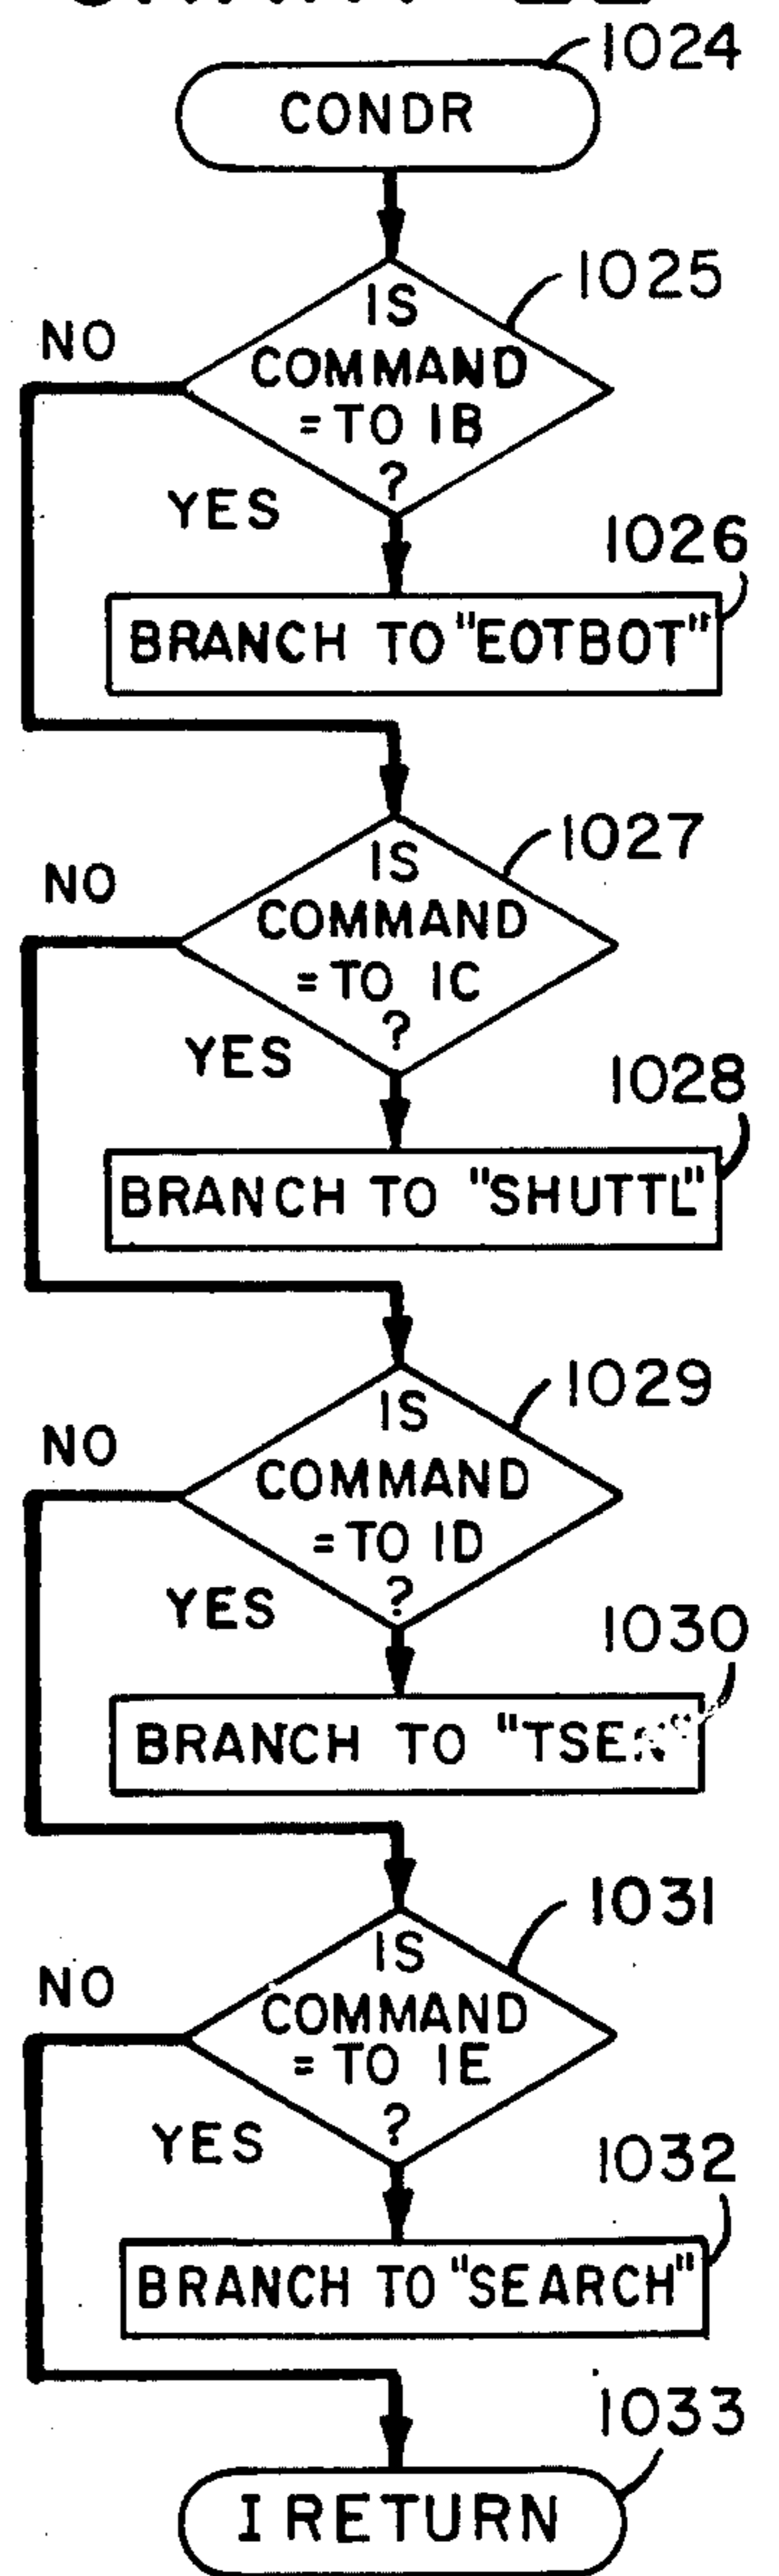 1024
CONDR
1025
IS
COMMAND
= TO 1B
?
NO
YES
1026
BRANCH TO "EOTBOT"
1027
IS
COMMAND
= TO 1C
?
NO
YES
1028
BRANCH TO "SHUTTL"
1029
IS
COMMAND
= TO 1D
?
NO
YES
1030
BRANCH TO
1031
IS
COMMAND
= TO 1E
?
NO
YES
1032
BRANCH TO "SEARCH"
1033
I RETURN